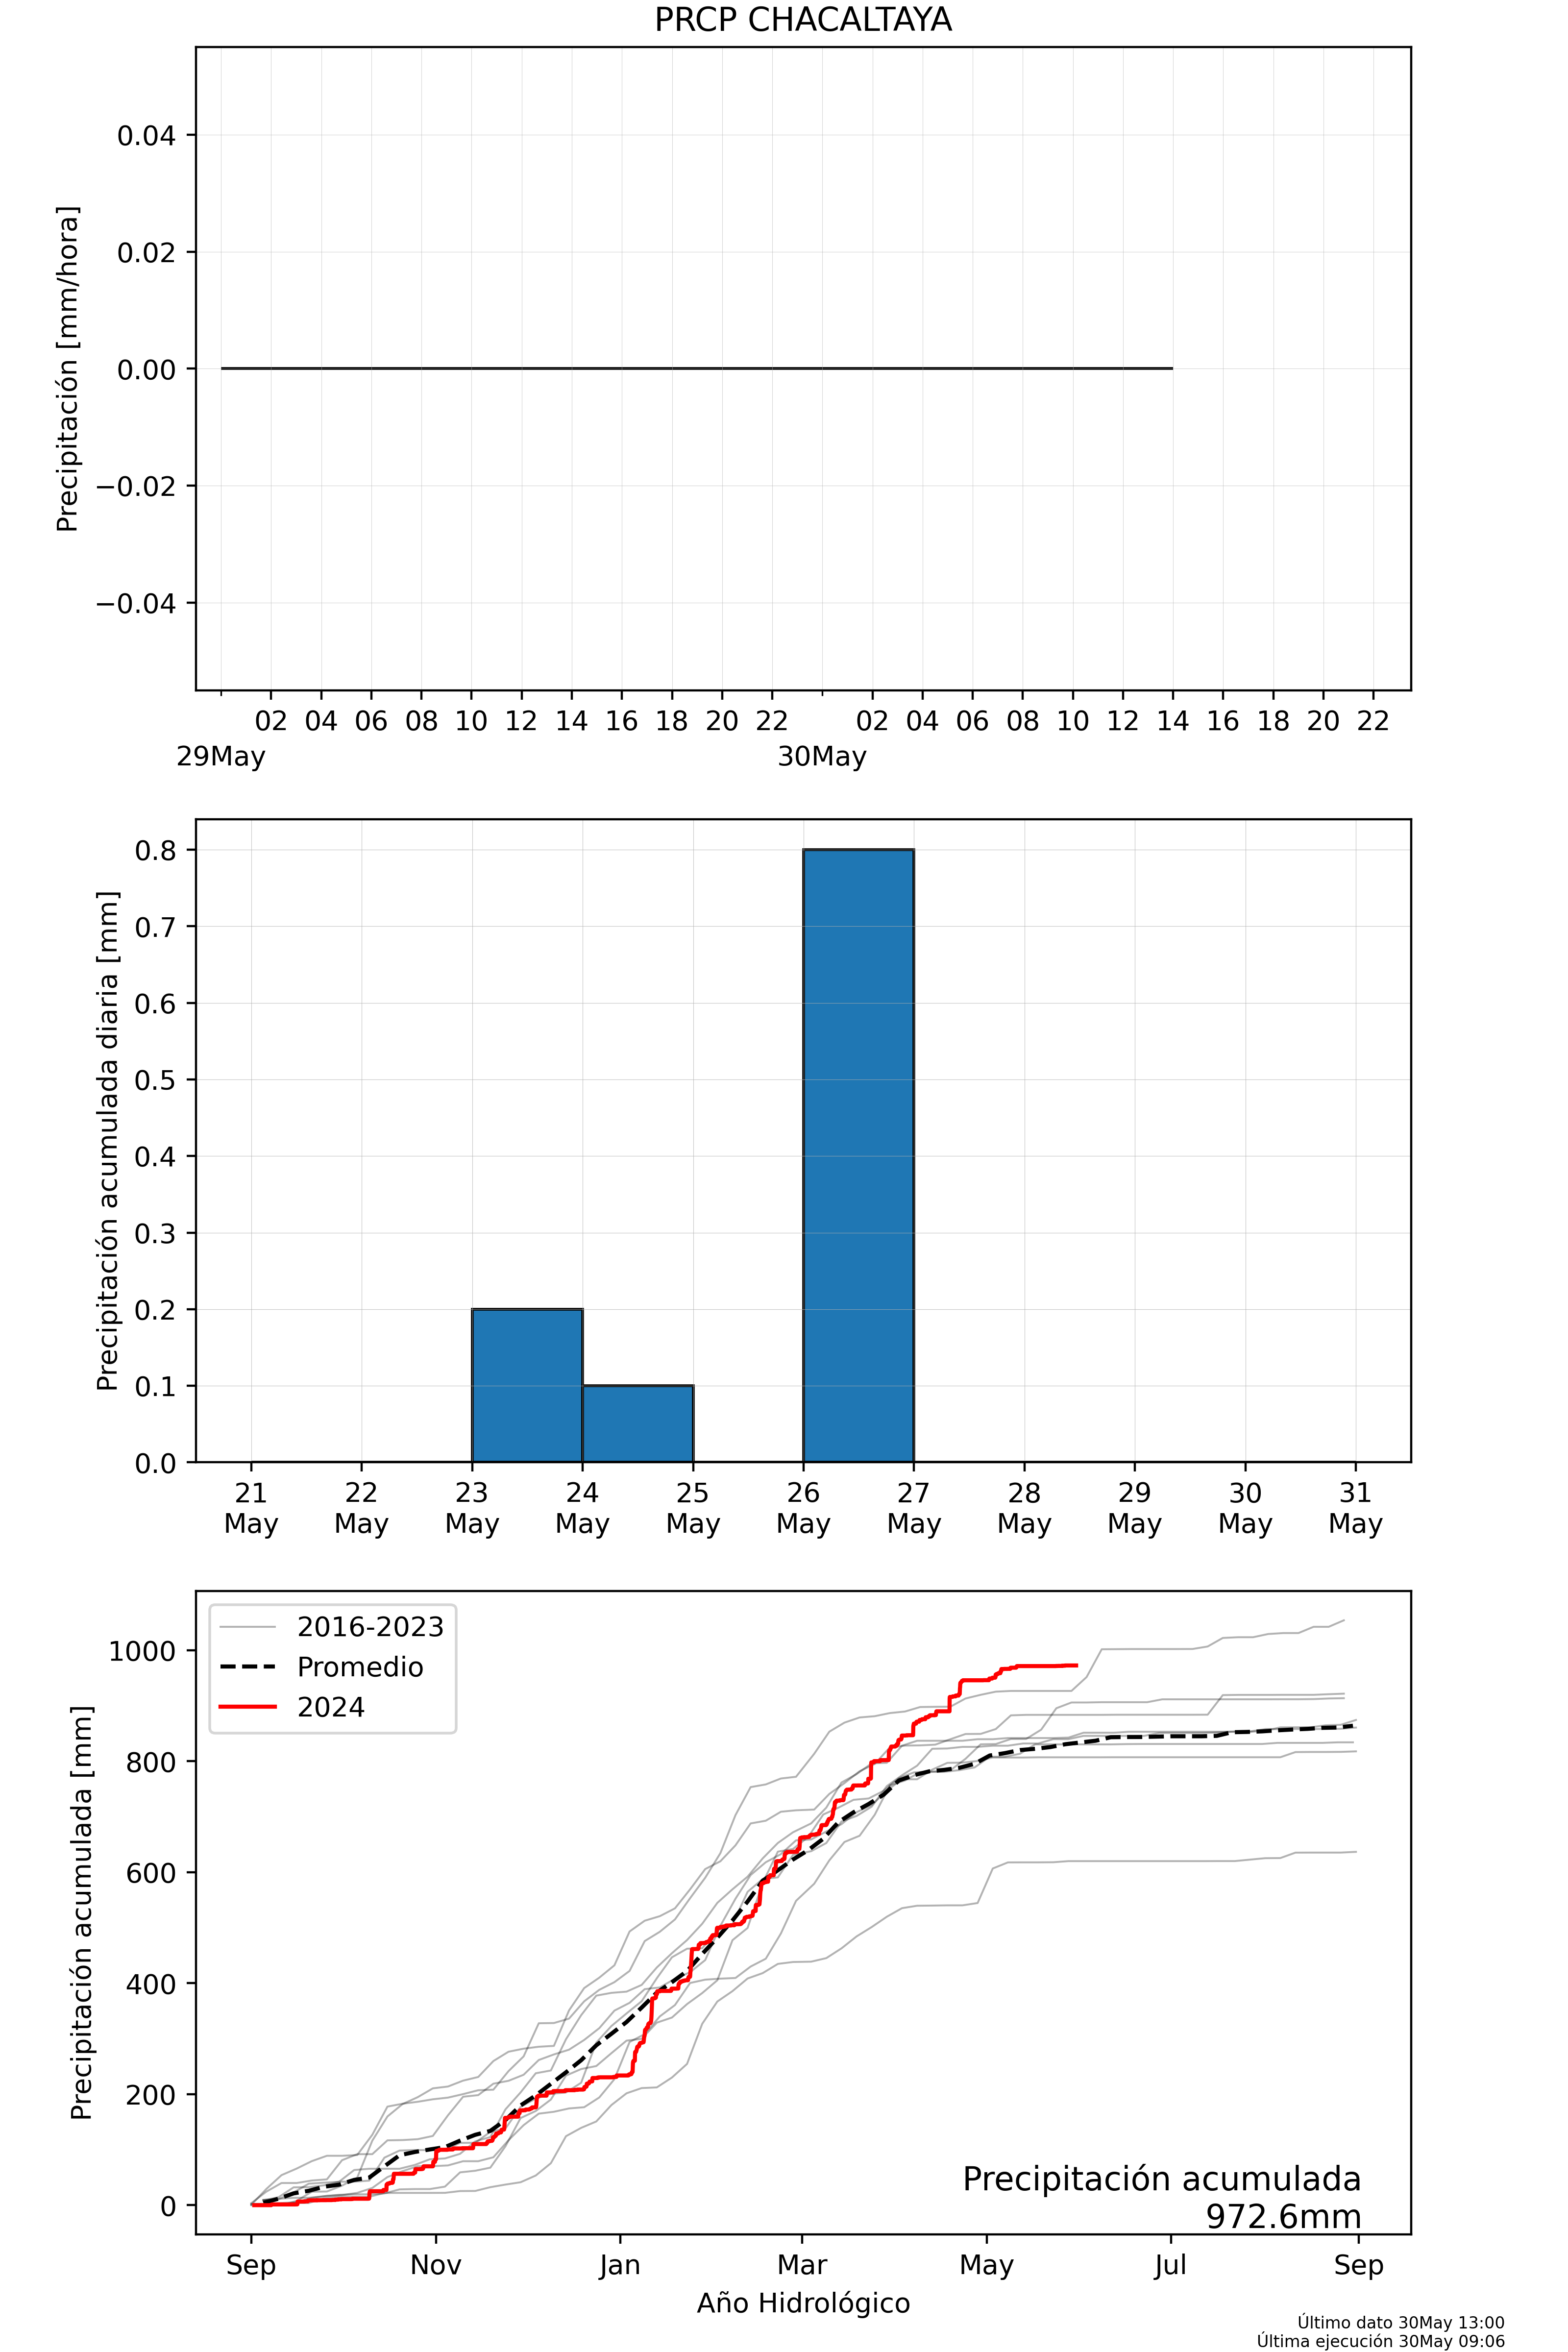 PRCP CHACALTAYA
Precipitación [mm/hora]
0.04
0.02
0.00
−0.02
−0.04
02 04 06 08 10 12 14 16 18 20 22 02 04 06 08 10 12 14 16 18 20 22
29May 30May
Precipitación acumulada diaria [mm]
0.8
0.7
0.6
0.5
0.4
0.3
0.2
0.1
0.0
21 22 23 24 25 26 27 28 29 30 31
May May May May May May May May May May May
Precipitación acumulada [mm]
1000
800
600
400
200
0
2016-2023
Promedio
2024
Precipitación acumulada
972.6mm
Sep Nov Jan Mar May Jul Sep
Año Hidrológico
Último dato 30May 13:00
Última ejecución 30May 09:06